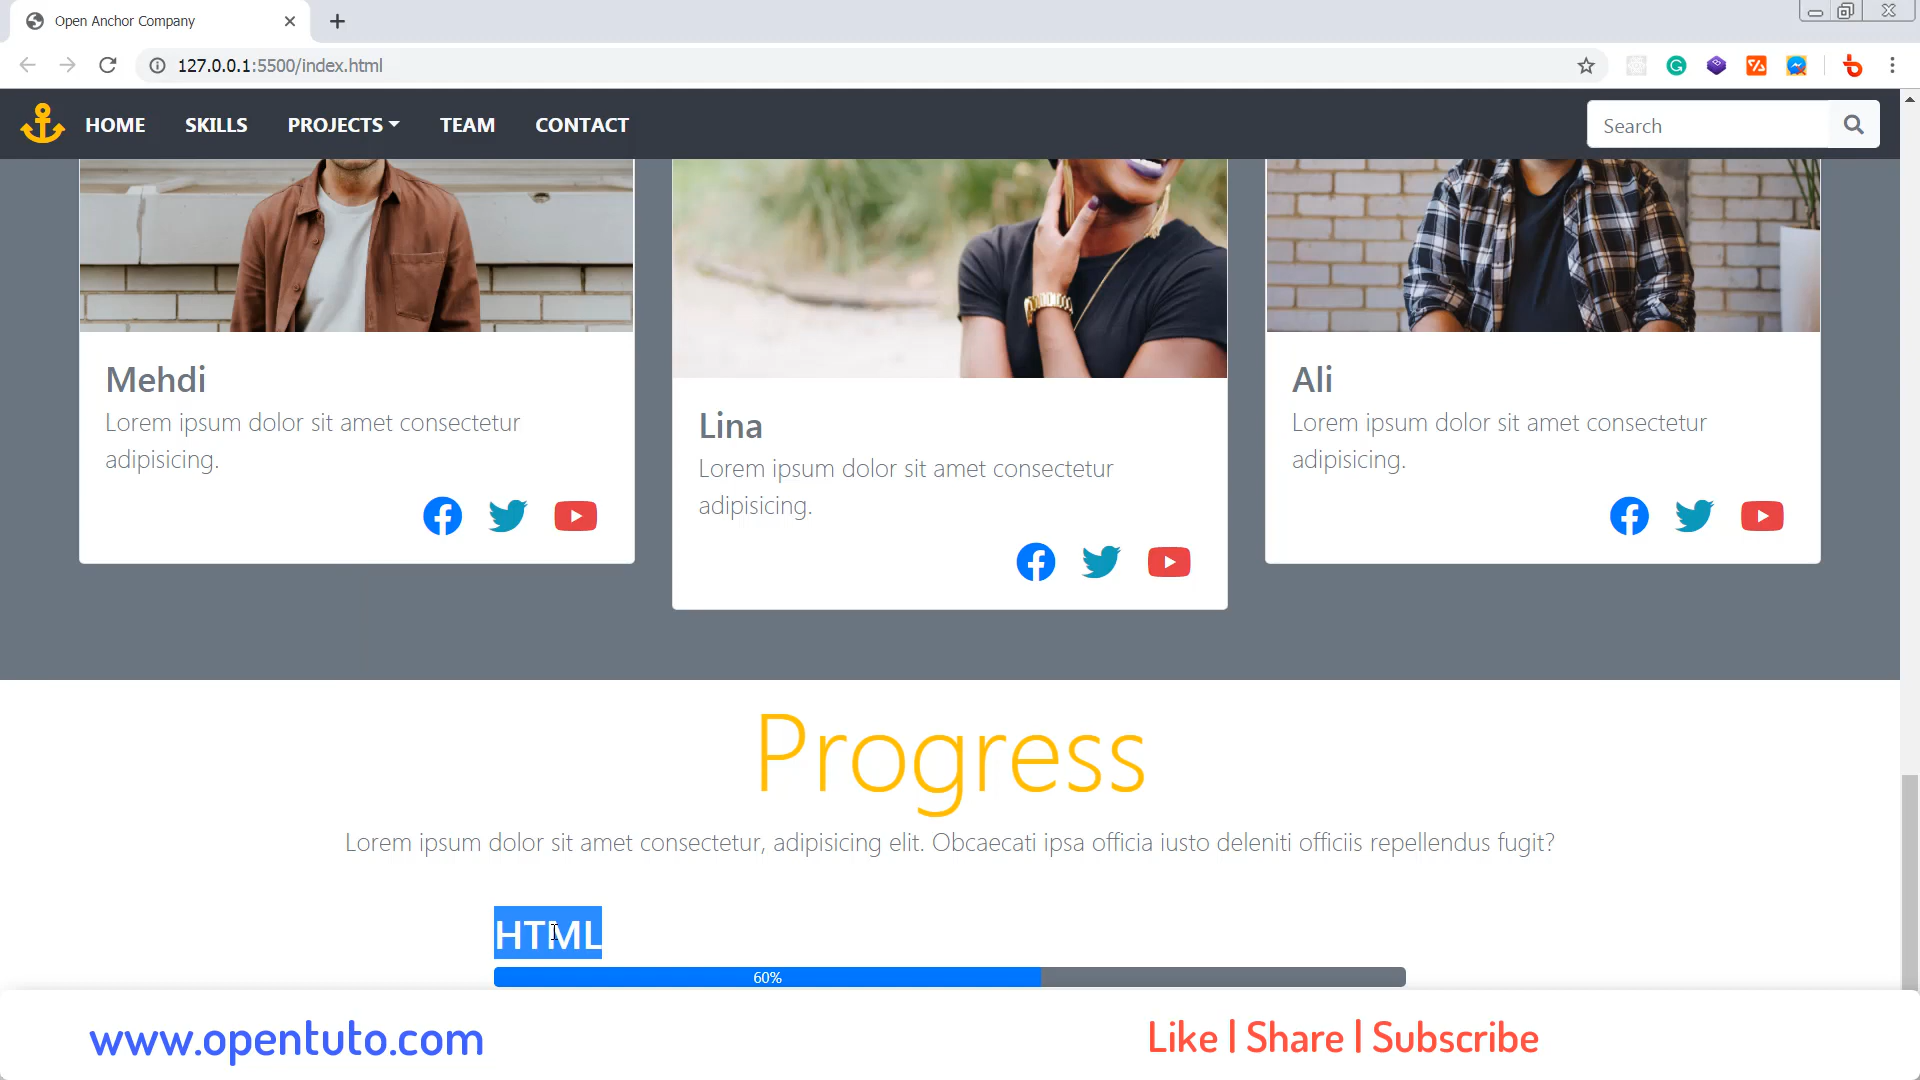 Open Anchor Company
127.0.0.1:5500/index.html
HOME SKILLS PROJECTS TEAM CONTACT Search
Mehdi
Lorem ipsum dolor sit amet consectetur
adipisicing.
Lina
Lorem ipsum dolor sit amet consectetur
adipisicing.
Ali
Lorem ipsum dolor sit amet consectetur
adipisicing.
Progress
Lorem ipsum dolor sit amet consectetur, adipisicing elit. Obcaecati ipsa officia iusto deleniti officiis repellendus fugit?
HTML
60%
www.opentuto.com
Like | Share | Subscribe